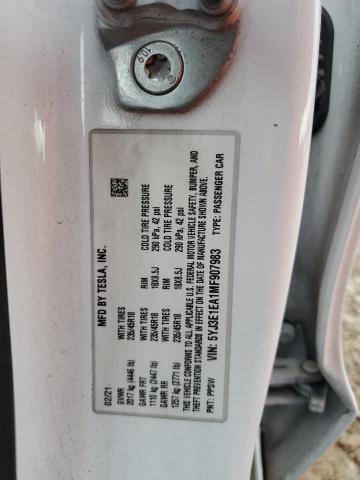 10.9
MFD BY TESLA, INC.
02/21
GVWR
2017 kg (4446 lb) WITH TIRES RIM COLD TIRE PRESSURE
GAWR FRT 235/45R18 18X8.5J 290 kPa, 42 psi
1110 kg (2447 lb) WITH TIRES RIM COLD TIRE PRESSURE
GAWR RR 235/45R18 18X8.5J 290 kPa, 42 psi
1257 kg (2771 lb)
THIS VEHICLE CONFORMS TO ALL APPLICABLE U.S. FEDERAL MOTOR VEHICLE SAFETY, BUMPER, AND
THEFT PREVENTION STANDARDS IN EFFECT ON THE DATE OF MANUFACTURE SHOWN ABOVE.
VIN: 5YJ3E1EA1MF907983
PNT: PPSW TYPE: PASSENGER CAR